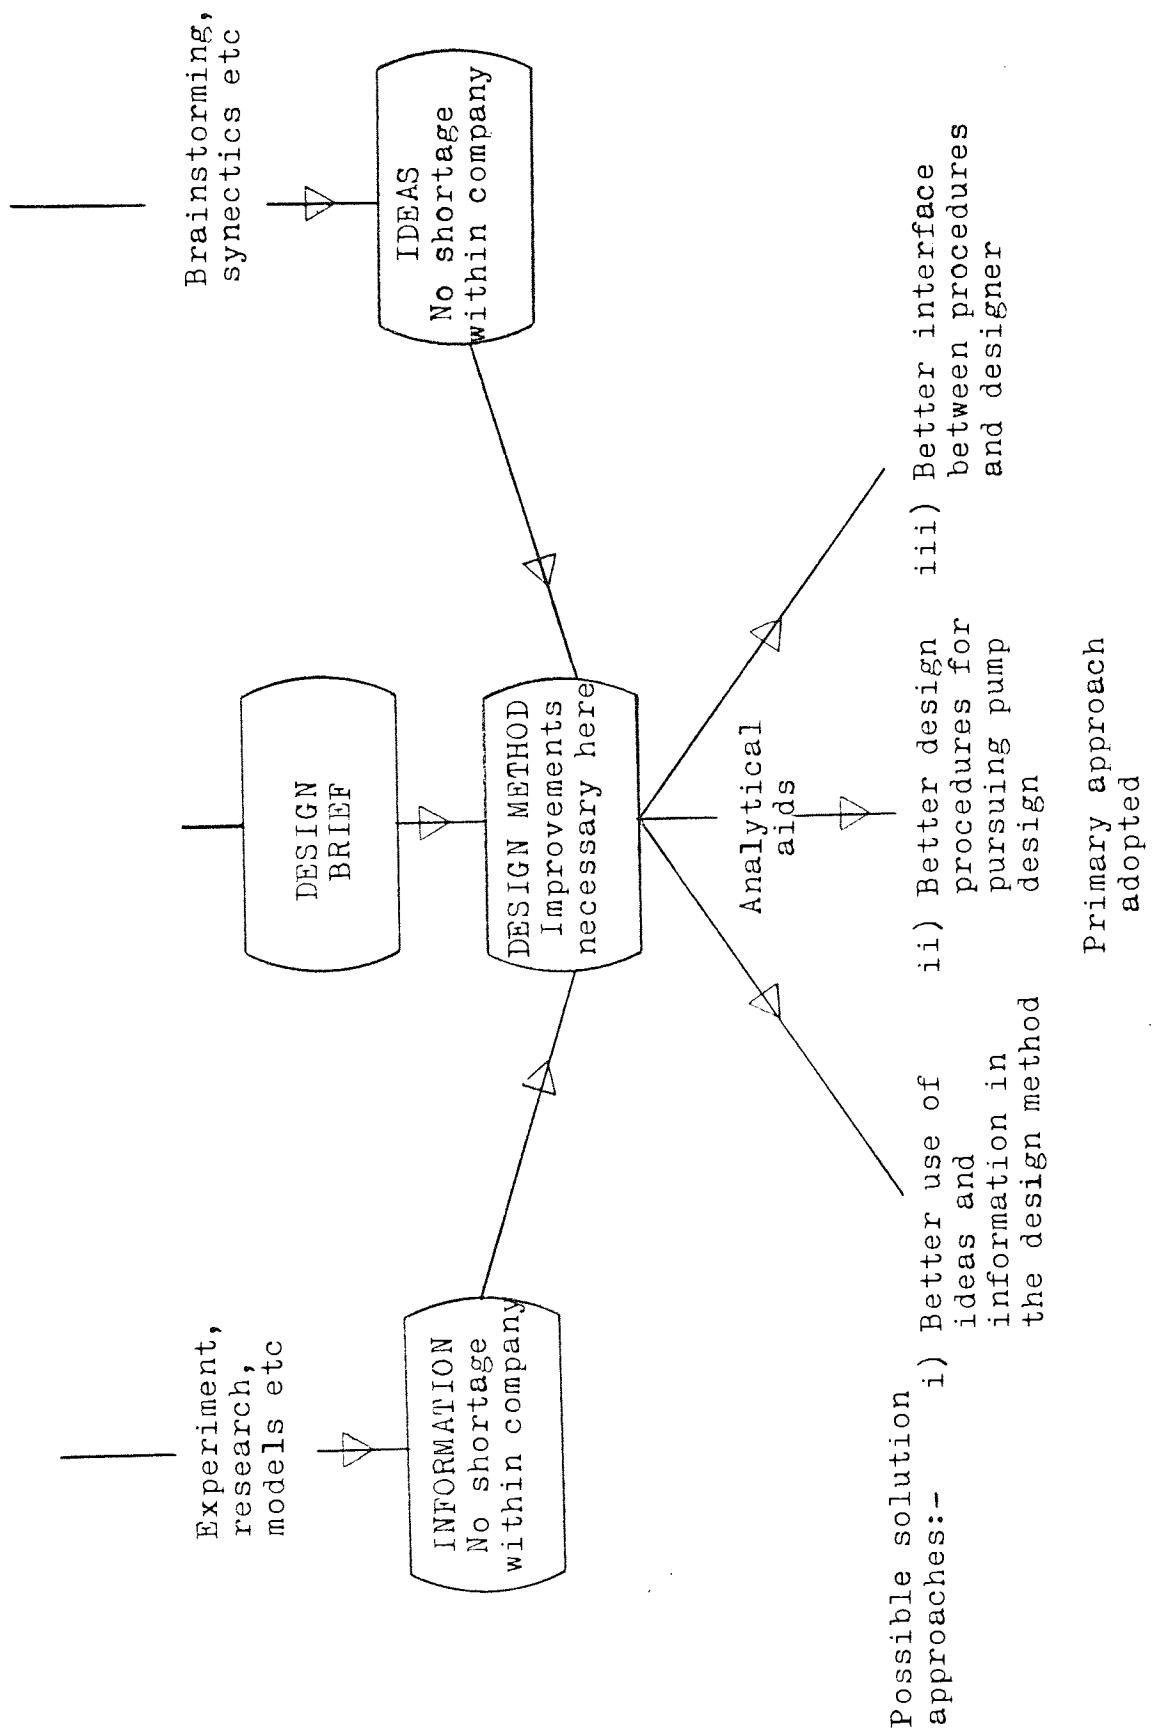 Experiment,
research,
models etc
Brainstorming,
synectics etc
DESIGN
BRIEF
INFORMATION
No shortage
within company
IDEAS
No shortage
within company
DESIGN METHOD
Improvements
necessary here
Analytical
aids
Possible solution
approaches:-
i) Better use of
ideas and
information in
the design method
ii) Better design
procedures for
pursuing pump
design
iii) Better interface
between procedures
and designer
Primary approach
adopted